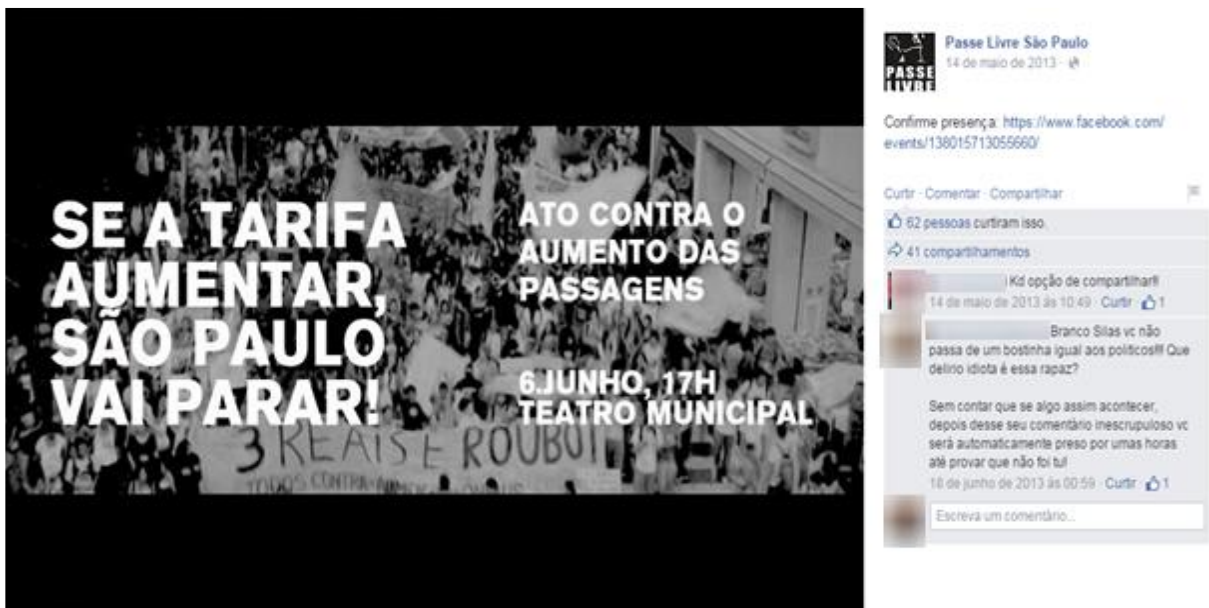 SE A TARIFA
AUMENTAR,
SÃO PAULO
VAI PARAR!
ATO CONTRA O
AUMENTO DAS
PASSAGENS
6.JUNHO, 17H
TEATRO MUNICIPAL
3 REAIS É ROUBO!
TODOS CONTRA
PASSE
LIVRE
Passe Livre São Paulo
14 de maio de 2013
Confirme presença: https://www.facebook.com/
events/138015713055660/
Curtir · Comentar · Compartilhar
62 pessoas curtiram isso.
41 compartilhamentos
Kd opção de compartilhar!!
14 de maio de 2013 às 10:49 · Curtir · 1
Branco Silas vc não
passa de um bostinha igual aos politicos!!! Que
delirio idiota é essa rapaz?
Sem contar que se algo assim acontecer,
depois desse seu comentário inescrupuloso vc
será automaticamente preso por umas horas
até provar que não foi tu!
18 de junho de 2013 às 00:59 · Curtir · 1
Escreva um comentário...